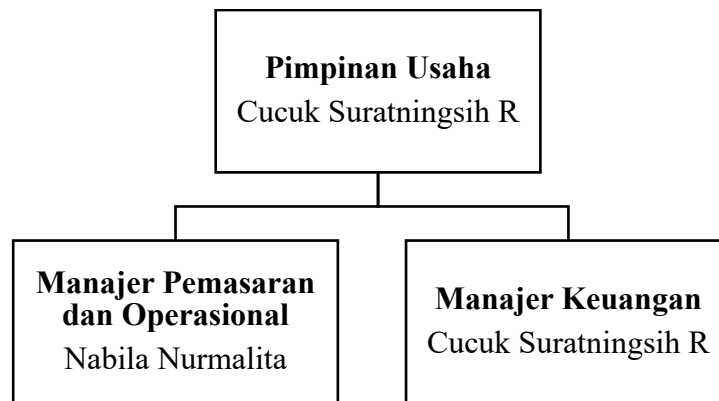 Pimpinan Usaha
Cucuk Suratningsih R
Manajer Pemasaran
dan Operasional
Nabila Nurmalita
Manajer Keuangan
Cucuk Suratningsih R